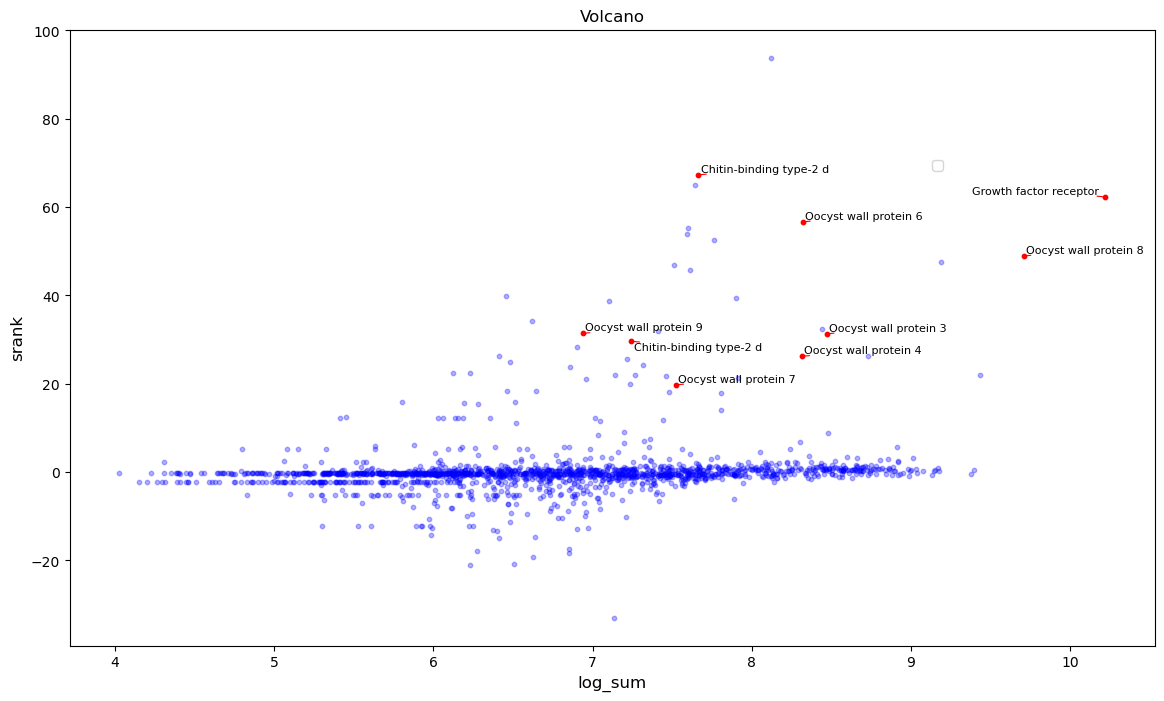 Volcano
100
80
60
40
20
0
−20
srank
Chitin-binding type-2 d
Growth factor receptor
Oocyst wall protein 6
Oocyst wall protein 8
Oocyst wall protein 9
Oocyst wall protein 3
Chitin-binding type-2 d
Oocyst wall protein 4
Oocyst wall protein 7
4
5
6
7
8
9
10
log_sum